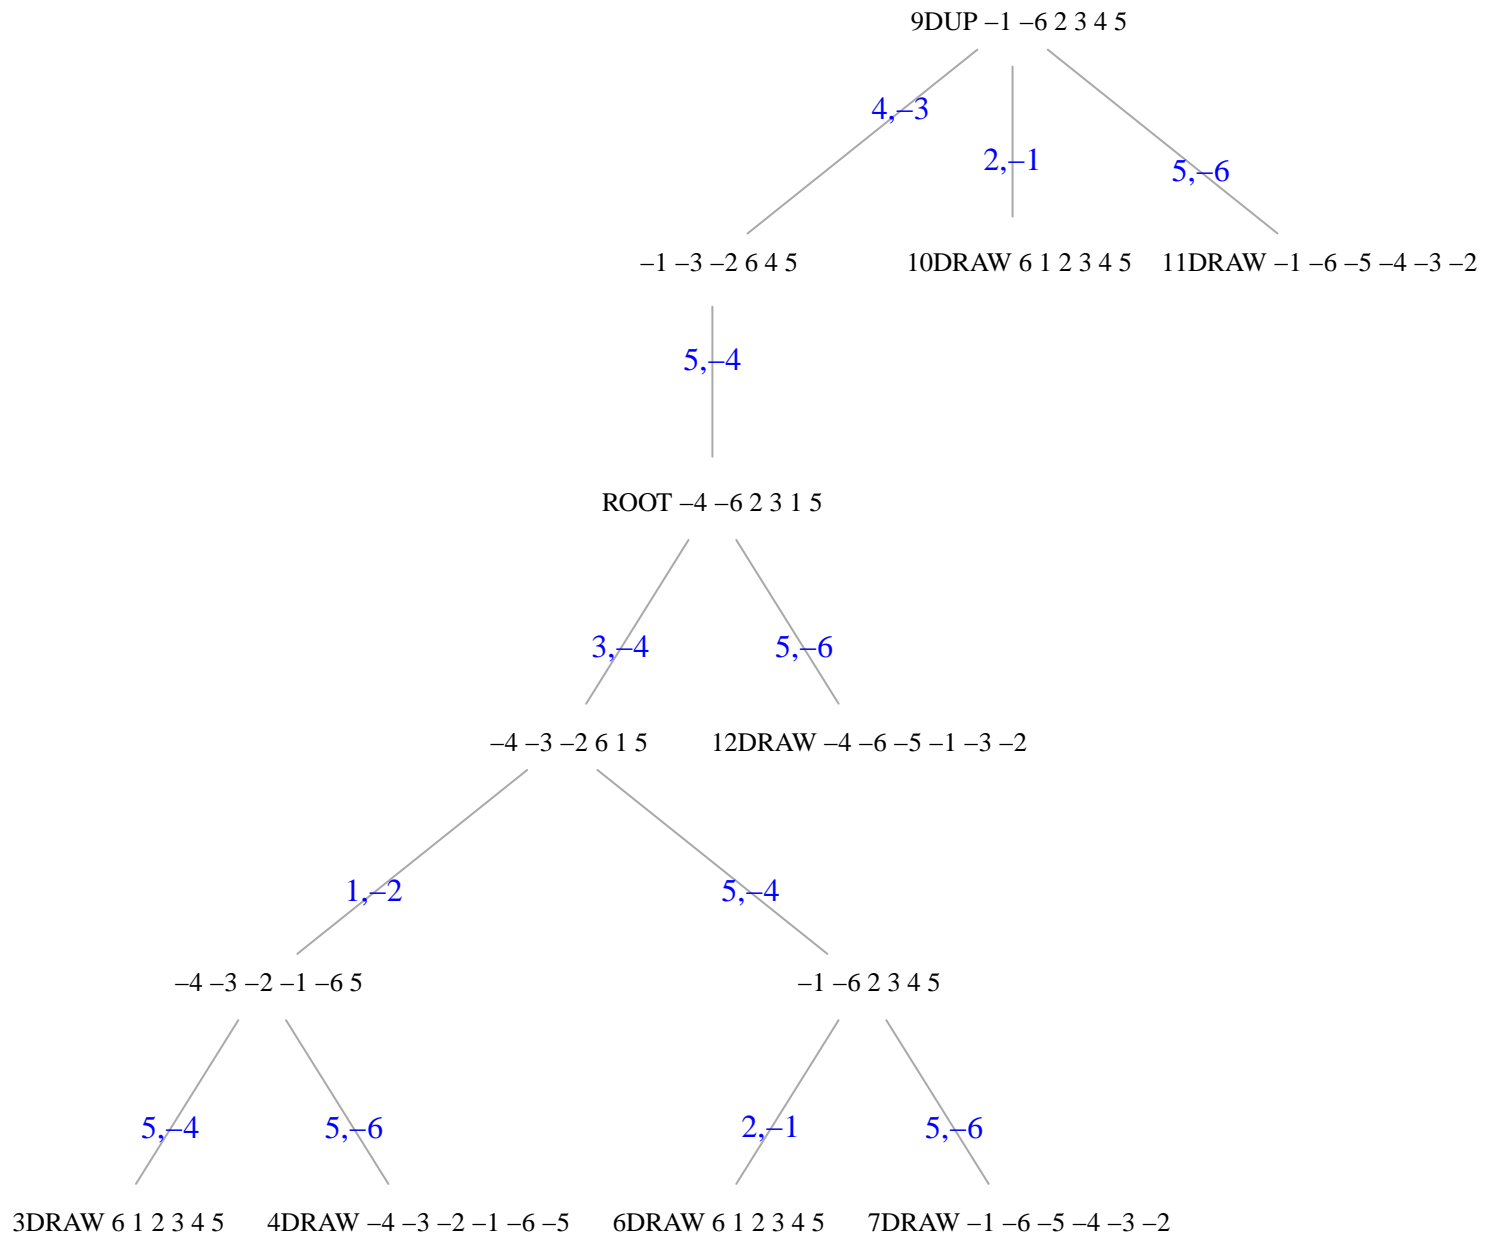 9DUP –1 –6 2 3 4 5
4,–3
2,–1
5,–6
–1 –3 –2 6 4 5
10DRAW 6 1 2 3 4 5
11DRAW –1 –6 –5 –4 –3 –2
5,–4
ROOT –4 –6 2 3 1 5
3,–4
5,–6
–4 –3 –2 6 1 5
12DRAW –4 –6 –5 –1 –3 –2
1,–2
5,–4
–4 –3 –2 –1 –6 5
–1 –6 2 3 4 5
5,–4
5,–6
2,–1
5,–6
3DRAW 6 1 2 3 4 5
4DRAW –4 –3 –2 –1 –6 –5
6DRAW 6 1 2 3 4 5
7DRAW –1 –6 –5 –4 –3 –2